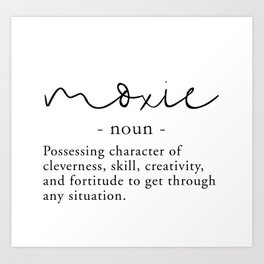 moxie
- noun -
Possessing character of
cleverness, skill, creativity,
and fortitude to get through
any situation.